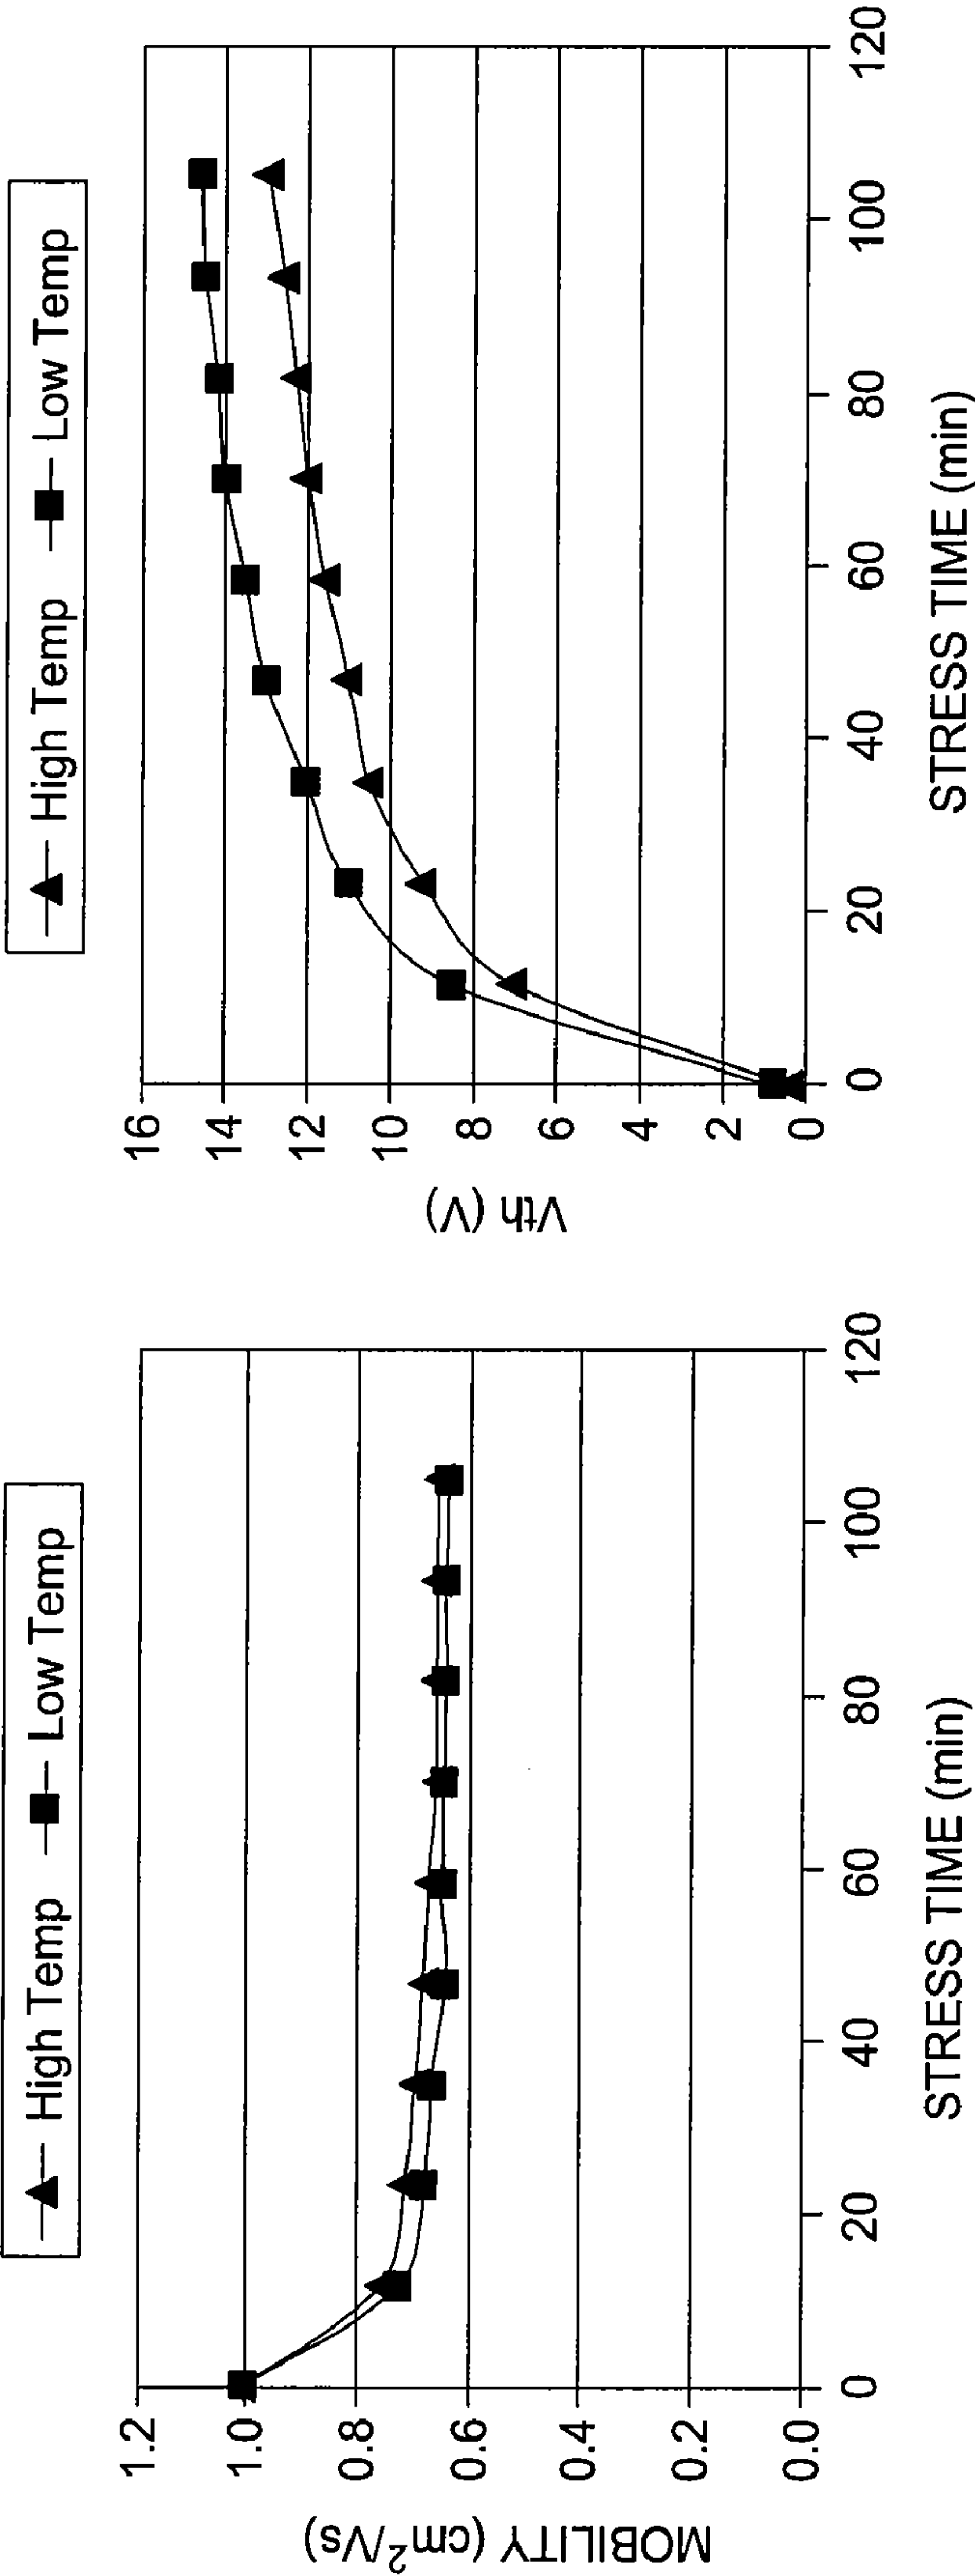 High Temp Low Temp
MOBILITY (cm²/Vs)
1.2
1.0
0.8
0.6
0.4
0.2
0.0
0 20 40 60 80 100 120
STRESS TIME (min)
High Temp Low Temp
Vth (V)
16
14
12
10
8
6
4
2
0
0 20 40 60 80 100 120
STRESS TIME (min)